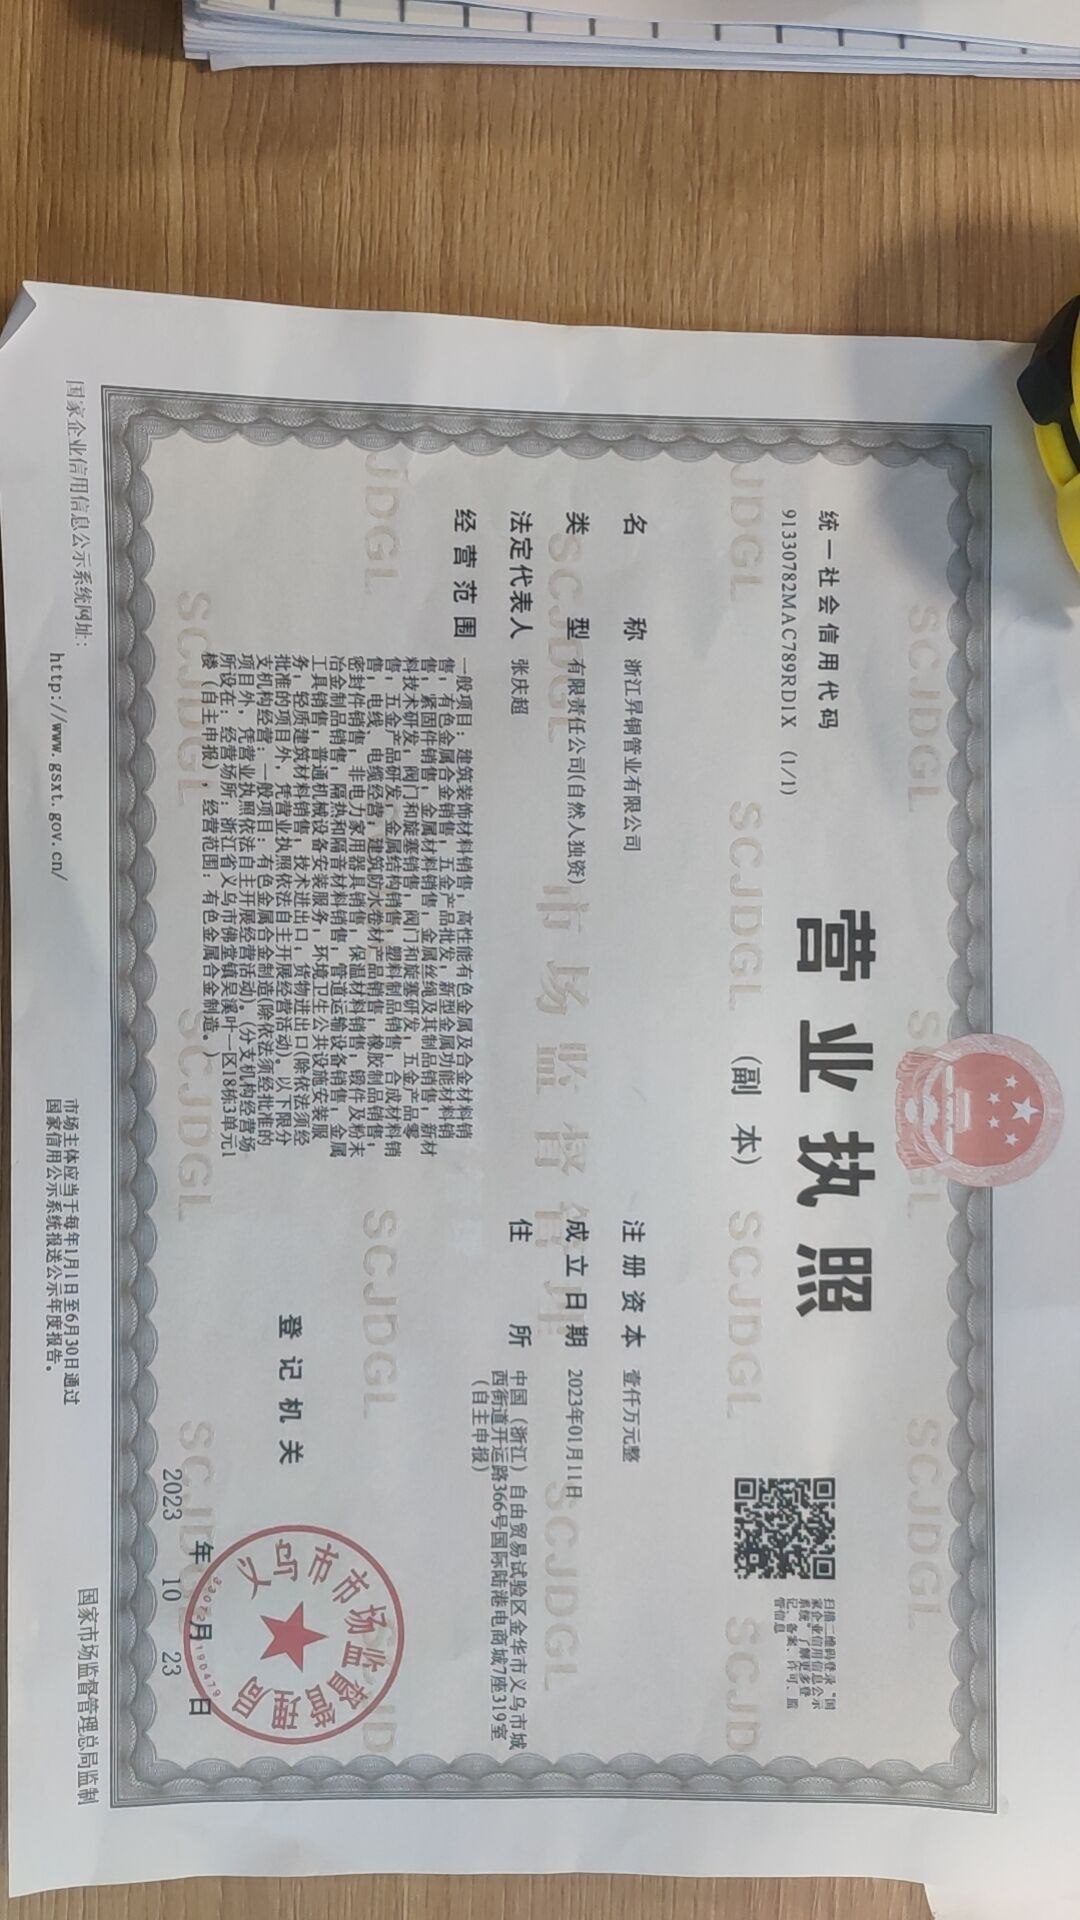 营业执照
(副 本)
统一社会信用代码
91330782MAC789RD1X (1/1)
扫描二维码登录“国
家企业信用信息公示
系统”了解更多登
记、备案、许可、监
管信息
名 称 浙江昇铜管业有限公司
类 型 有限责任公司(自然人独资)
法定代表人 张庆超
经营范围 一般项目：建筑装饰材料销售；高性能有色金属及合金材料销
售；有色金属合金销售；五金产品批发；新型金属功能材料销
售；紧固件销售；金属材料销售；金属丝绳及其制品销售；新材
料技术研发；阀门和旋塞销售；阀门和旋塞研发；五金产品零
售；五金产品研发；金属结构销售；塑料制品销售；合成材料销
售；电线、电缆经营；建筑防水卷材产品销售；橡胶制品销售；
密封件销售；非电力家用器具销售；保温材料销售；锻件及粉末
冶金制品销售；隔热和隔音材料销售；管道运输设备销售；金属
工具销售；普通机械设备安装服务；环境卫生公共设施安装服
务；轻质建筑材料销售；技术进出口；货物进出口(除依法须经
批准的项目外，凭营业执照依法自主开展经营活动)。以下限分
支机构经营：一般项目：有色金属合金制造(除依法须经批准的
项目外，凭营业执照依法自主开展经营活动)。（分支机构经营场
所设在：经营场所：浙江省义乌市佛堂镇吴溪叶一区18栋3单元1
楼（自主申报），经营范围：有色金属合金制造。）
注册资本 壹仟万元整
成立日期 2023年01月11日
住 所 中国（浙江）自由贸易试验区金华市义乌市城
西街道开运路366号国际陆港电商城7座319室
（自主申报）
登记机关
义乌市市场监督管理局
2023 年 10 月 23 日
国家企业信用信息公示系统网址： http://www.gsxt.gov.cn/
市场主体应当于每年1月1日至6月30日通过
国家信用公示系统报送公示年度报告。
国家市场监督管理总局监制
SCJDGL
市场监督管理